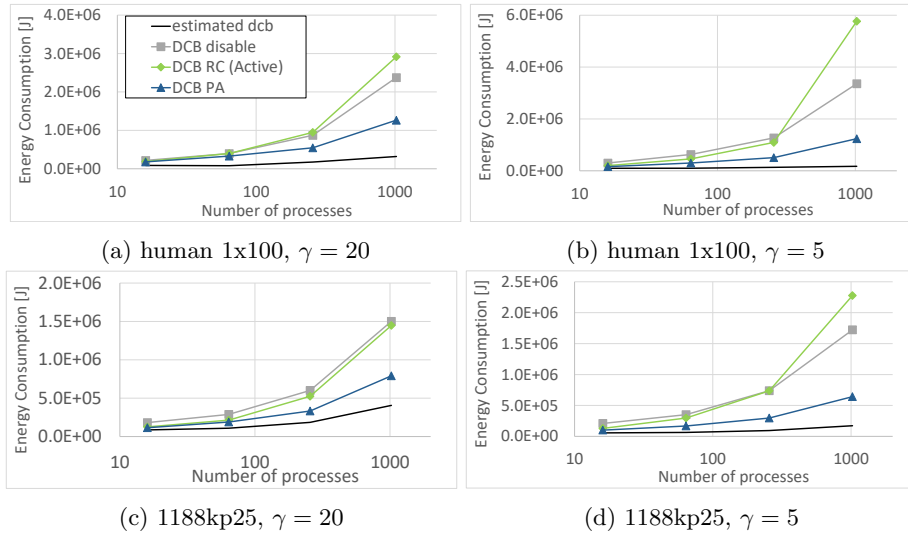 4.0E+06
3.0E+06
2.0E+06
1.0E+06
0.0E+00
Energy Consumption [J]
estimated dcb
DCB disable
DCB RC (Active)
DCB PA
10
100
1000
Number of processes
(a) human 1x100, γ = 20
6.0E+06
4.0E+06
2.0E+06
0.0E+00
Energy Consumption [J]
10
100
1000
Number of processes
(b) human 1x100, γ = 5
2.0E+06
1.5E+06
1.0E+06
5.0E+05
0.0E+00
Energy Consumption [J]
10
100
1000
Number of processes
(c) 1188kp25, γ = 20
2.5E+06
2.0E+06
1.5E+06
1.0E+06
5.0E+05
0.0E+00
Energy Consumption [J]
10
100
1000
Number of processes
(d) 1188kp25, γ = 5